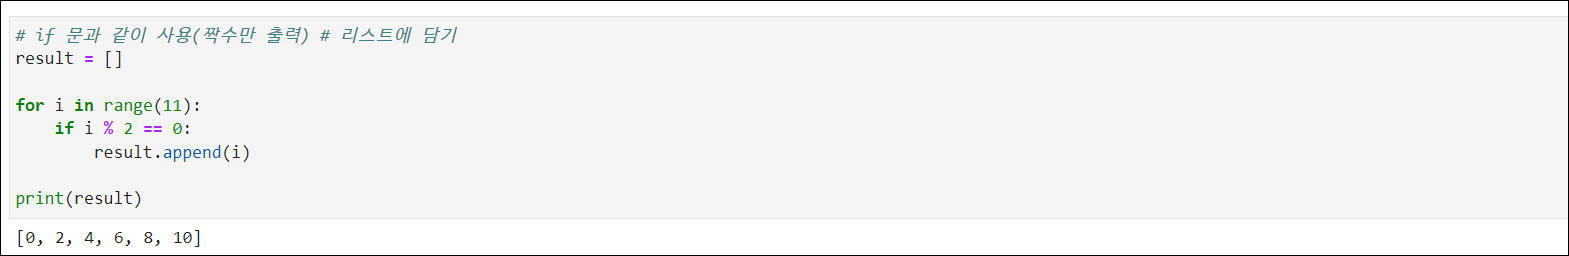 # if 문과 같이 사용(짝수만 출력) # 리스트에 담기
result = []
for i in range(11):
    if i % 2 == 0:
        result.append(i)
print(result)
[0, 2, 4, 6, 8, 10]